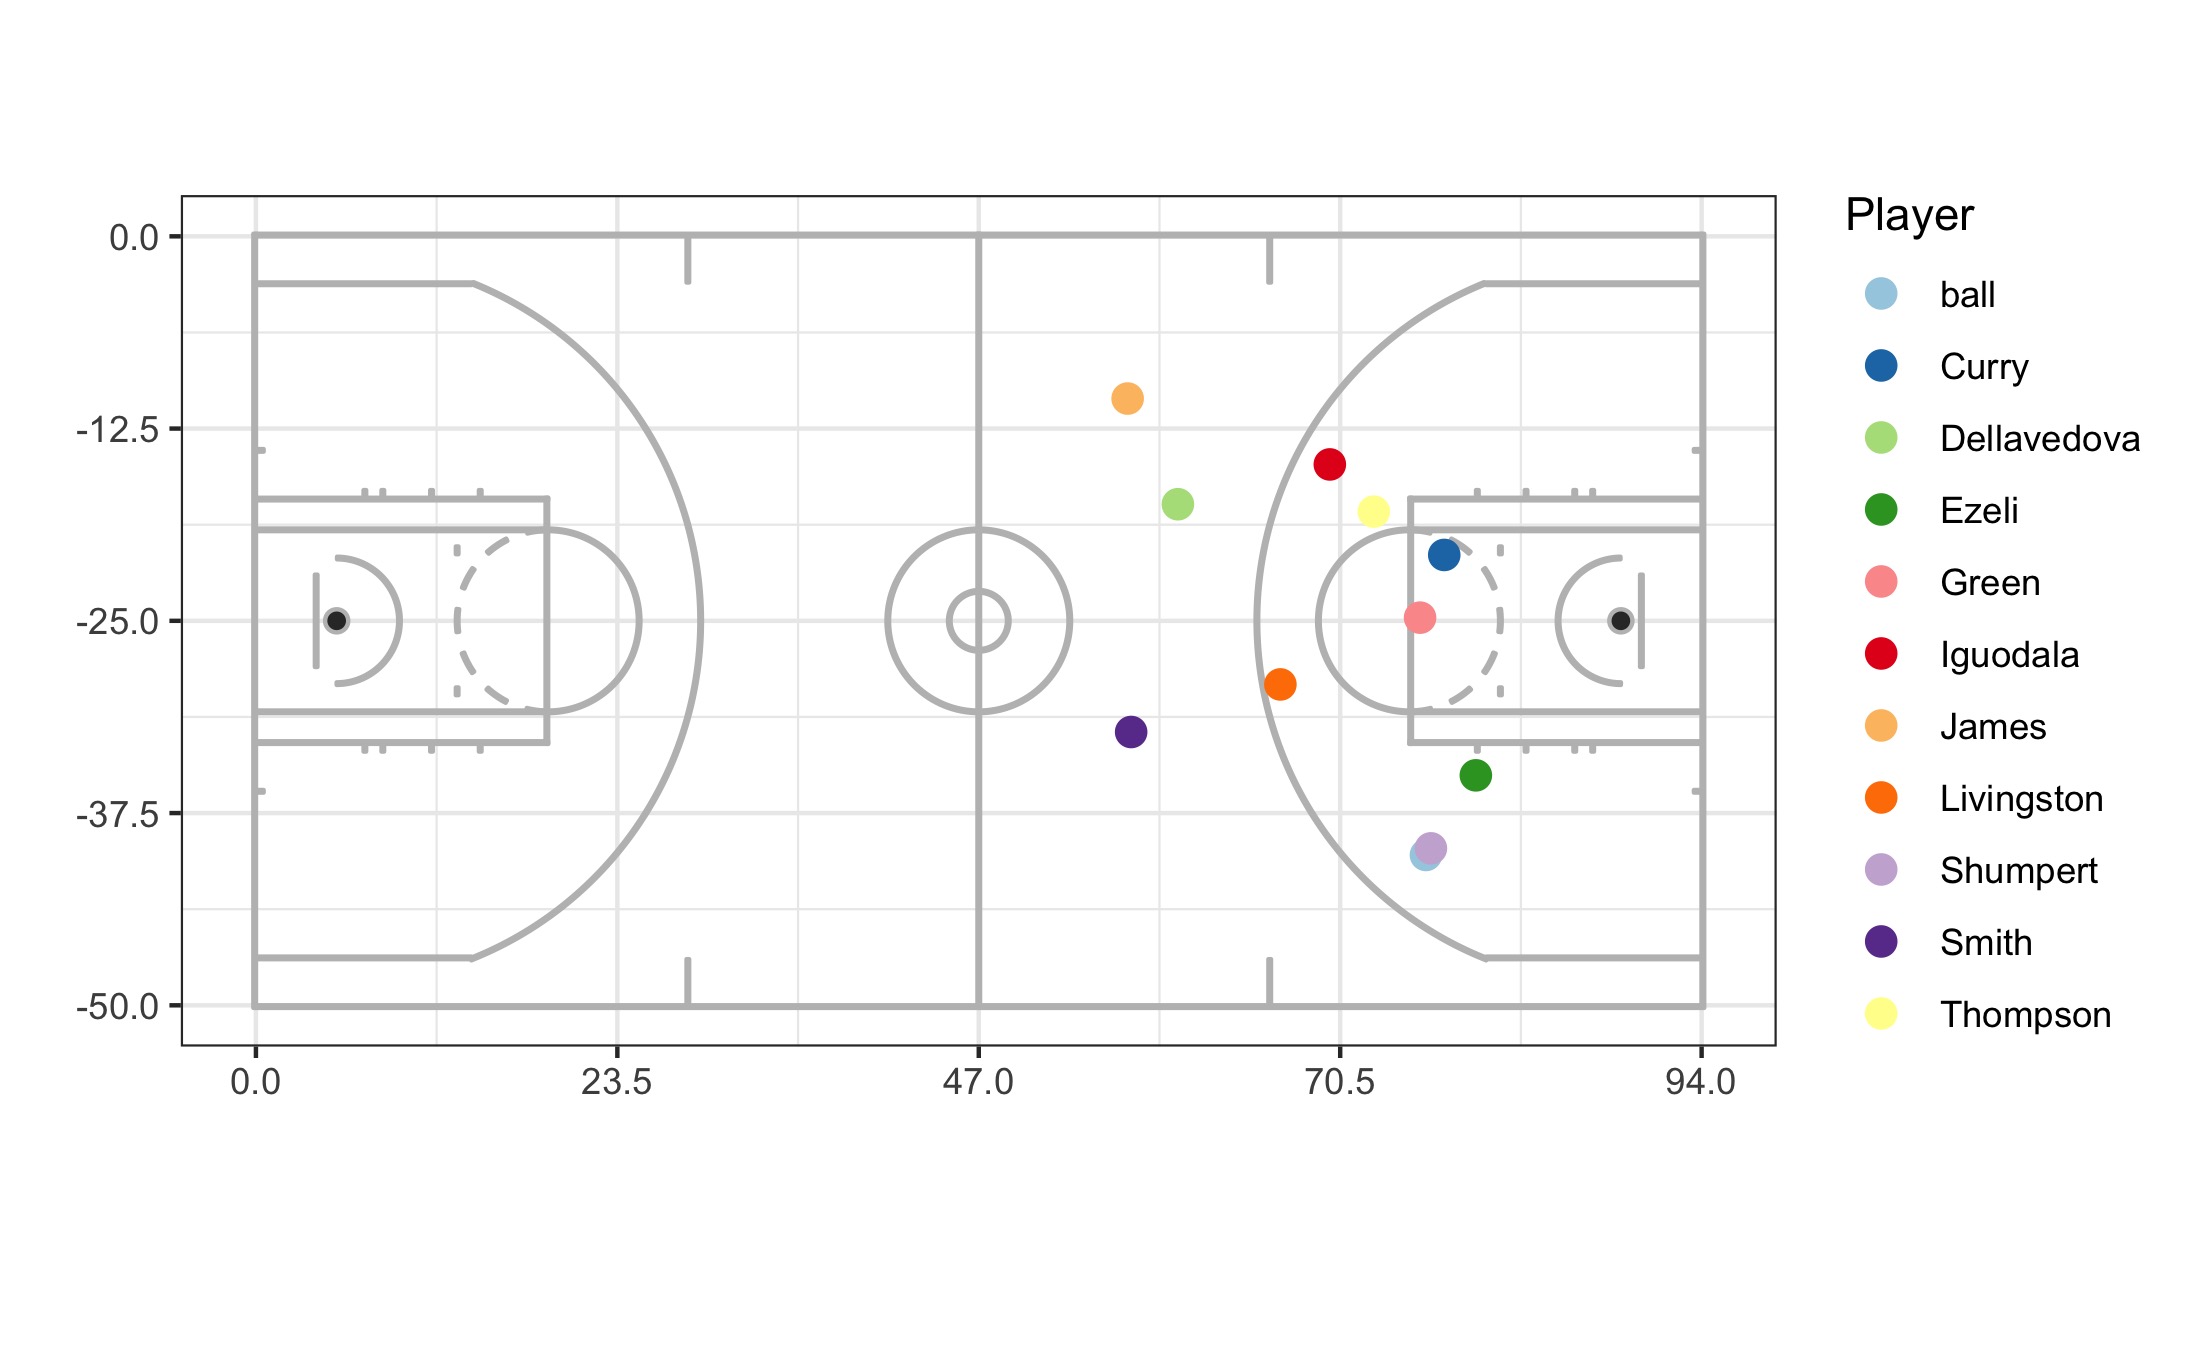 Player
ball
Curry
Dellavedova
Ezeli
Green
Iguodala
James
Livingston
Shumpert
Smith
Thompson
0.0
-12.5
-25.0
-37.5
-50.0
0.0 23.5 47.0 70.5 94.0